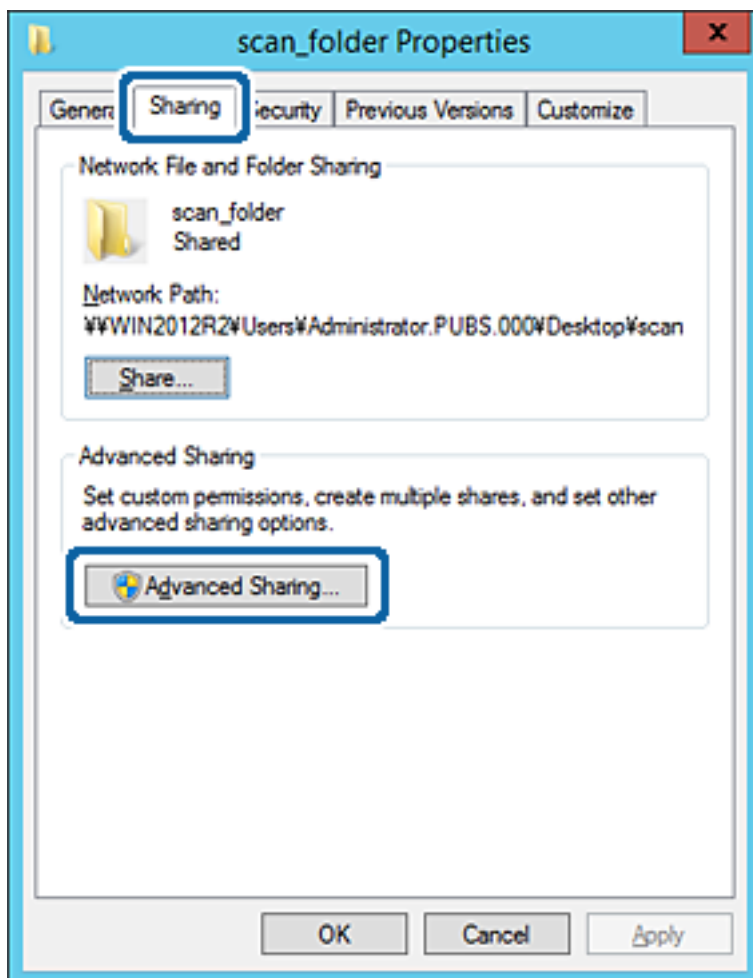 scan_folder Properties
x
Genera Sharing Security Previous Versions Customize
Network File and Folder Sharing
scan_folder
Shared
Network Path:
¥¥WIN2012R2¥Users¥Administrator.PUBS.000¥Desktop¥scan
Share...
Advanced Sharing
Set custom permissions, create multiple shares, and set other
advanced sharing options.
Advanced Sharing...
OK Cancel Apply